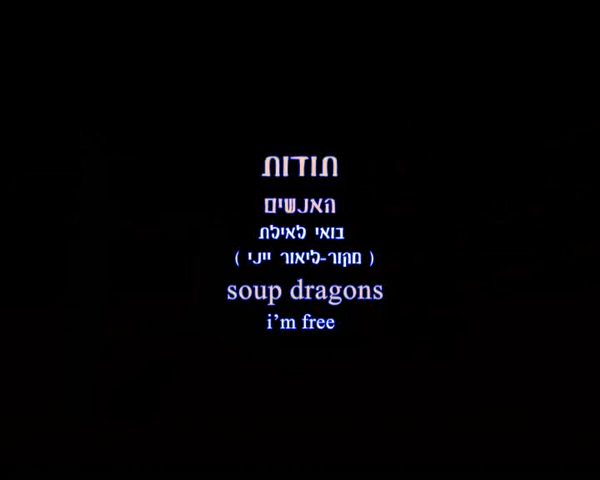 תודות
האנשים
בואי לאילת
( מקור-ליאור ייני )
soup dragons
i'm free